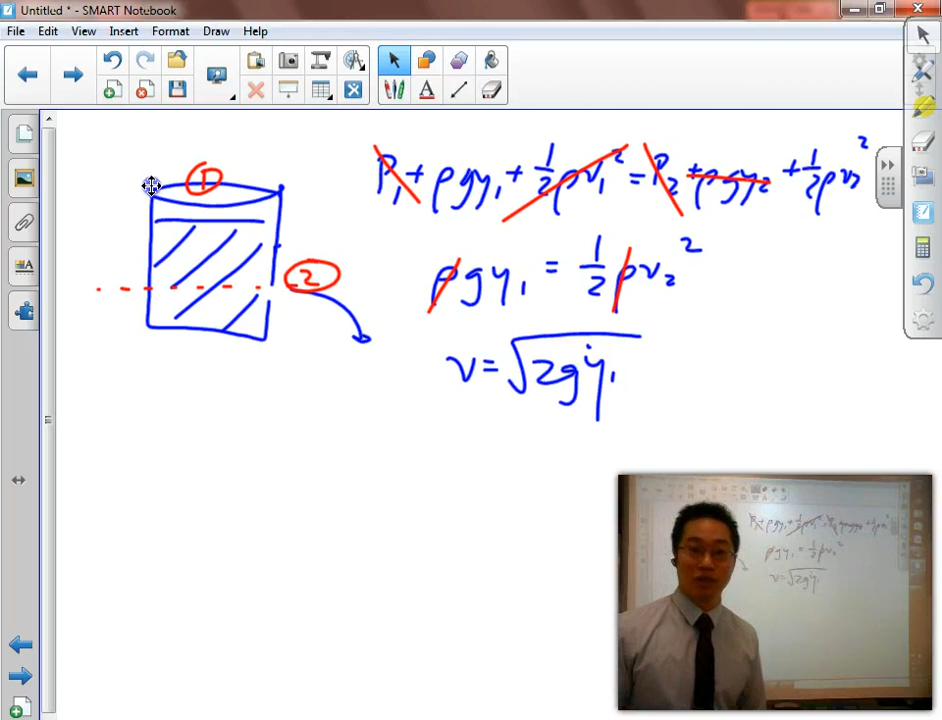 Untitled * - SMART Notebook
File Edit View Insert Format Draw Help
①
P₁ + ρgy₁ + ½ρv₁² = P₂ + ρgy₂ + ½ρv₂²
②
ρgy₁ = ½ρv₂²
v = √2gy₁